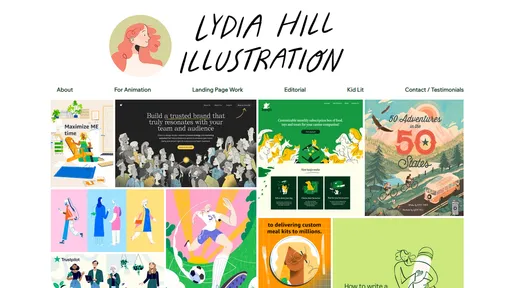 LYDIA HILL
ILLUSTRATION
About
For Animation
Landing Page Work
Editorial
Kid Lit
Contact / Testimonials
Maximize ME
time
Build a trusted brand that
truly resonates with your
team and audience
50 Adventures
in the
50
States
to delivering custom
meal kits to millions.
Trustpilot
How to write a